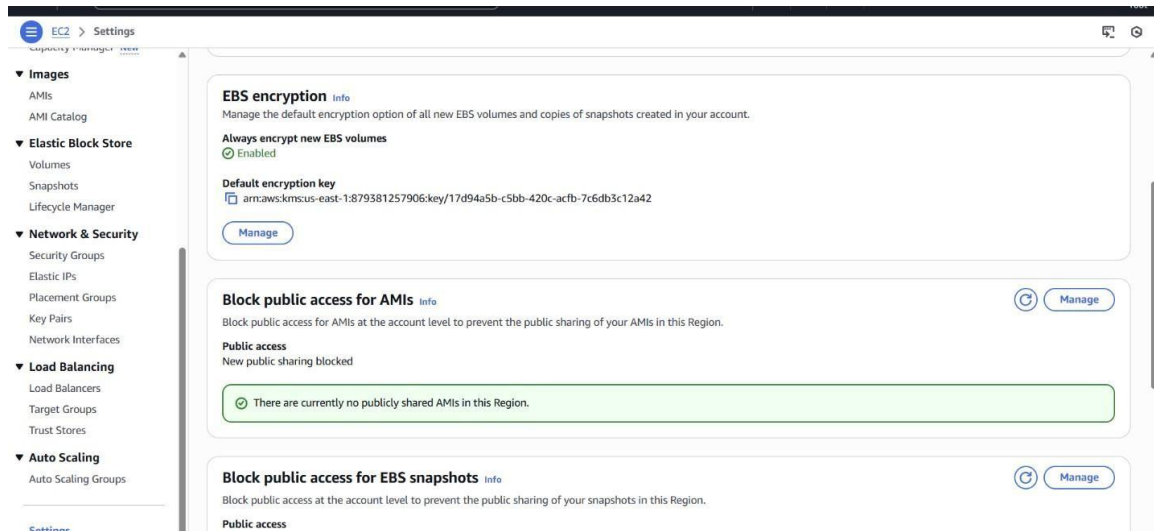 EC2 > Settings
Capacity Manager New
Images
AMIs
AMI Catalog
Elastic Block Store
Volumes
Snapshots
Lifecycle Manager
Network & Security
Security Groups
Elastic IPs
Placement Groups
Key Pairs
Network Interfaces
Load Balancing
Load Balancers
Target Groups
Trust Stores
Auto Scaling
Auto Scaling Groups
Settings
EBS encryption Info
Manage the default encryption option of all new EBS volumes and copies of snapshots created in your account.
Always encrypt new EBS volumes
Enabled
Default encryption key
arn:aws:kms:us-east-1:879381257906:key/17d94a5b-c5bb-420c-acfb-7c6db3c12a42
Manage
Block public access for AMIs Info
Manage
Block public access for AMIs at the account level to prevent the public sharing of your AMIs in this Region.
Public access
New public sharing blocked
There are currently no publicly shared AMIs in this Region.
Block public access for EBS snapshots Info
Manage
Block public access at the account level to prevent the public sharing of your snapshots in this Region.
Public access